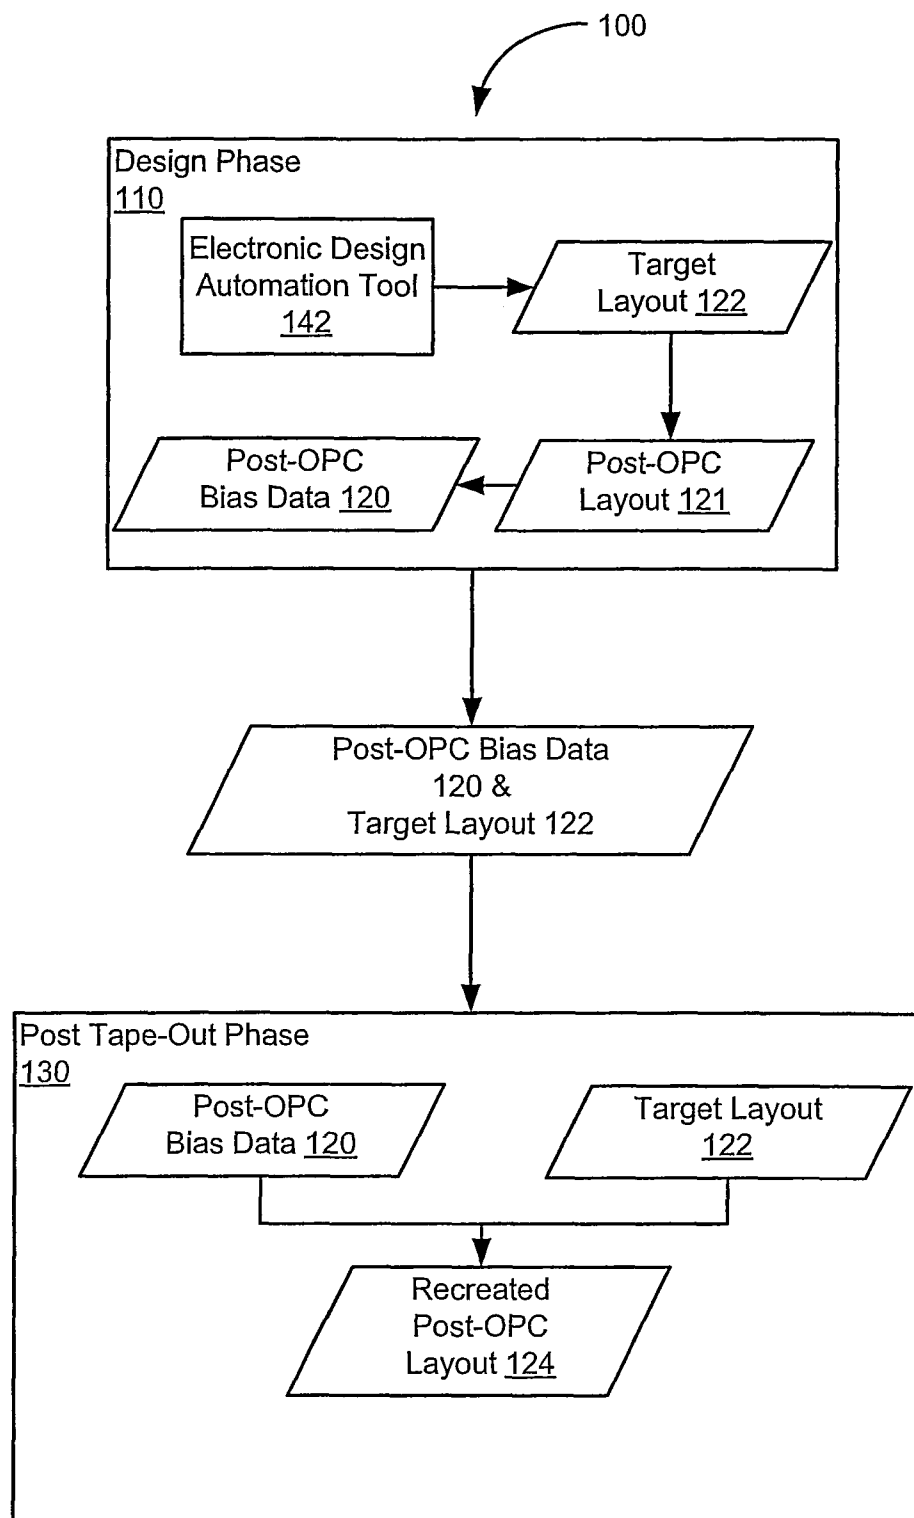 100
Design Phase
110
Electronic Design
Automation Tool
142
Target
Layout 122
Post-OPC
Bias Data 120
Post-OPC
Layout 121
Post-OPC Bias Data
120 &
Target Layout 122
Post Tape-Out Phase
130
Post-OPC
Bias Data 120
Target Layout
122
Recreated
Post-OPC
Layout 124